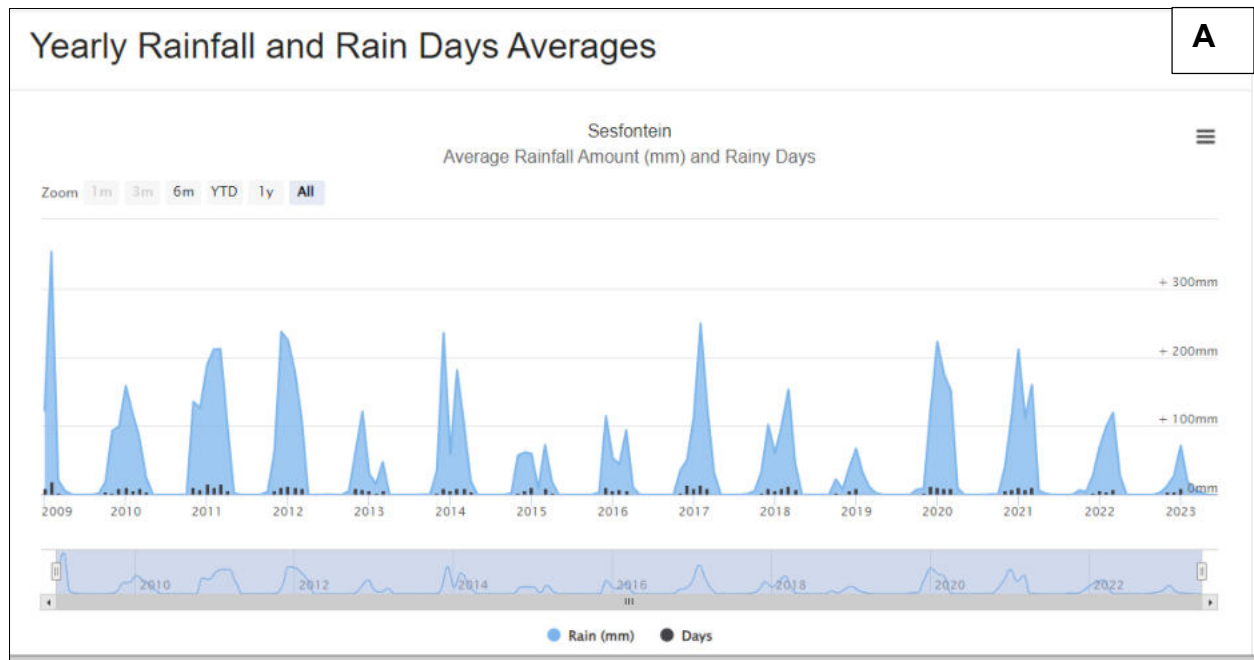 Yearly Rainfall and Rain Days Averages
A
Sesfontein
Average Rainfall Amount (mm) and Rainy Days
Zoom 1m 3m 6m YTD 1y All
+ 300mm
+ 200mm
+ 100mm
0mm
2009 2010 2011 2012 2013 2014 2015 2016 2017 2018 2019 2020 2021 2022 2023
2010 2012 2014 2016 2018 2020 2022
Rain (mm) Days